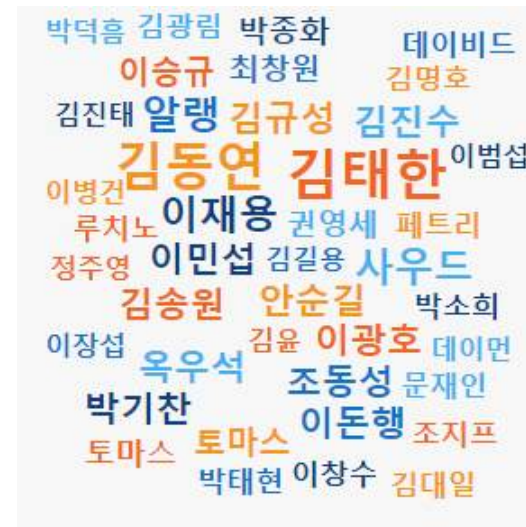 박덕흠 김광림 박종화 데이비드
이승규 최창원 김명호
김진태 알랭 김규성 김진수
김동연 김태한 이범섭
이병건 이재용 권영세 페트리
루치노
정주영 이민섭 김길용 사우드
김송원 안순길 박소희
이장섭 옥우석 김윤 이광호 데이먼
박기찬 조동성 문재인
토마스 토마스 이돈행 조지프
박태현 이창수 김대일